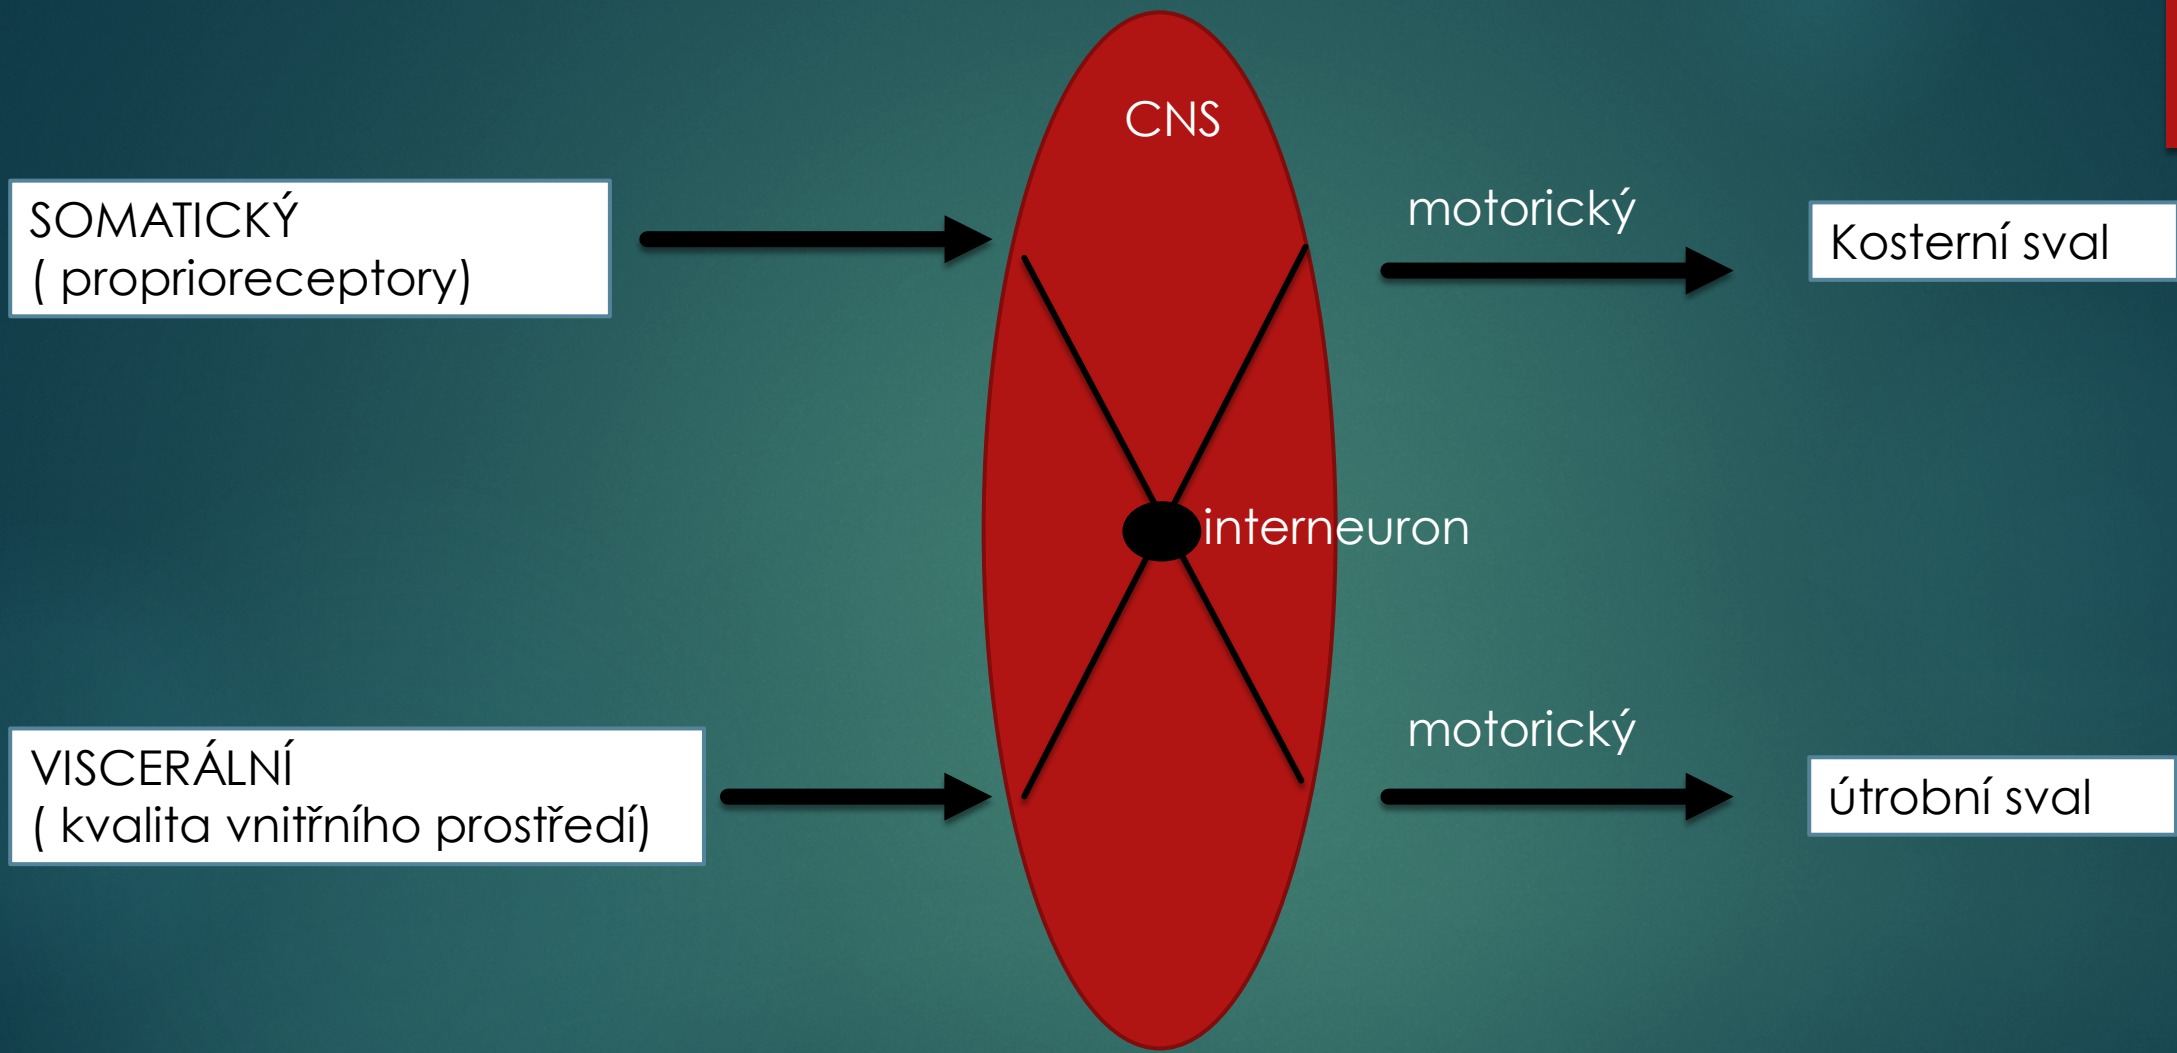 CNS
SOMATICKÝ
( proprioreceptory)
motorický
Kosterní sval
interneuron
VISCERÁLNÍ
( kvalita vnitřního prostředí)
motorický
útrobní sval